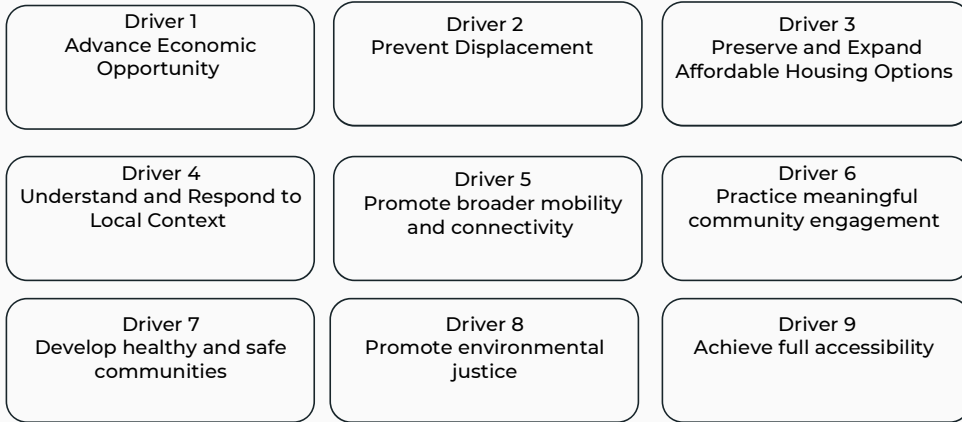 Driver 1
Advance Economic
Opportunity
Driver 2
Prevent Displacement
Driver 3
Preserve and Expand
Affordable Housing Options
Driver 4
Understand and Respond to
Local Context
Driver 5
Promote broader mobility
and connectivity
Driver 6
Practice meaningful
community engagement
Driver 7
Develop healthy and safe
communities
Driver 8
Promote environmental
justice
Driver 9
Achieve full accessibility